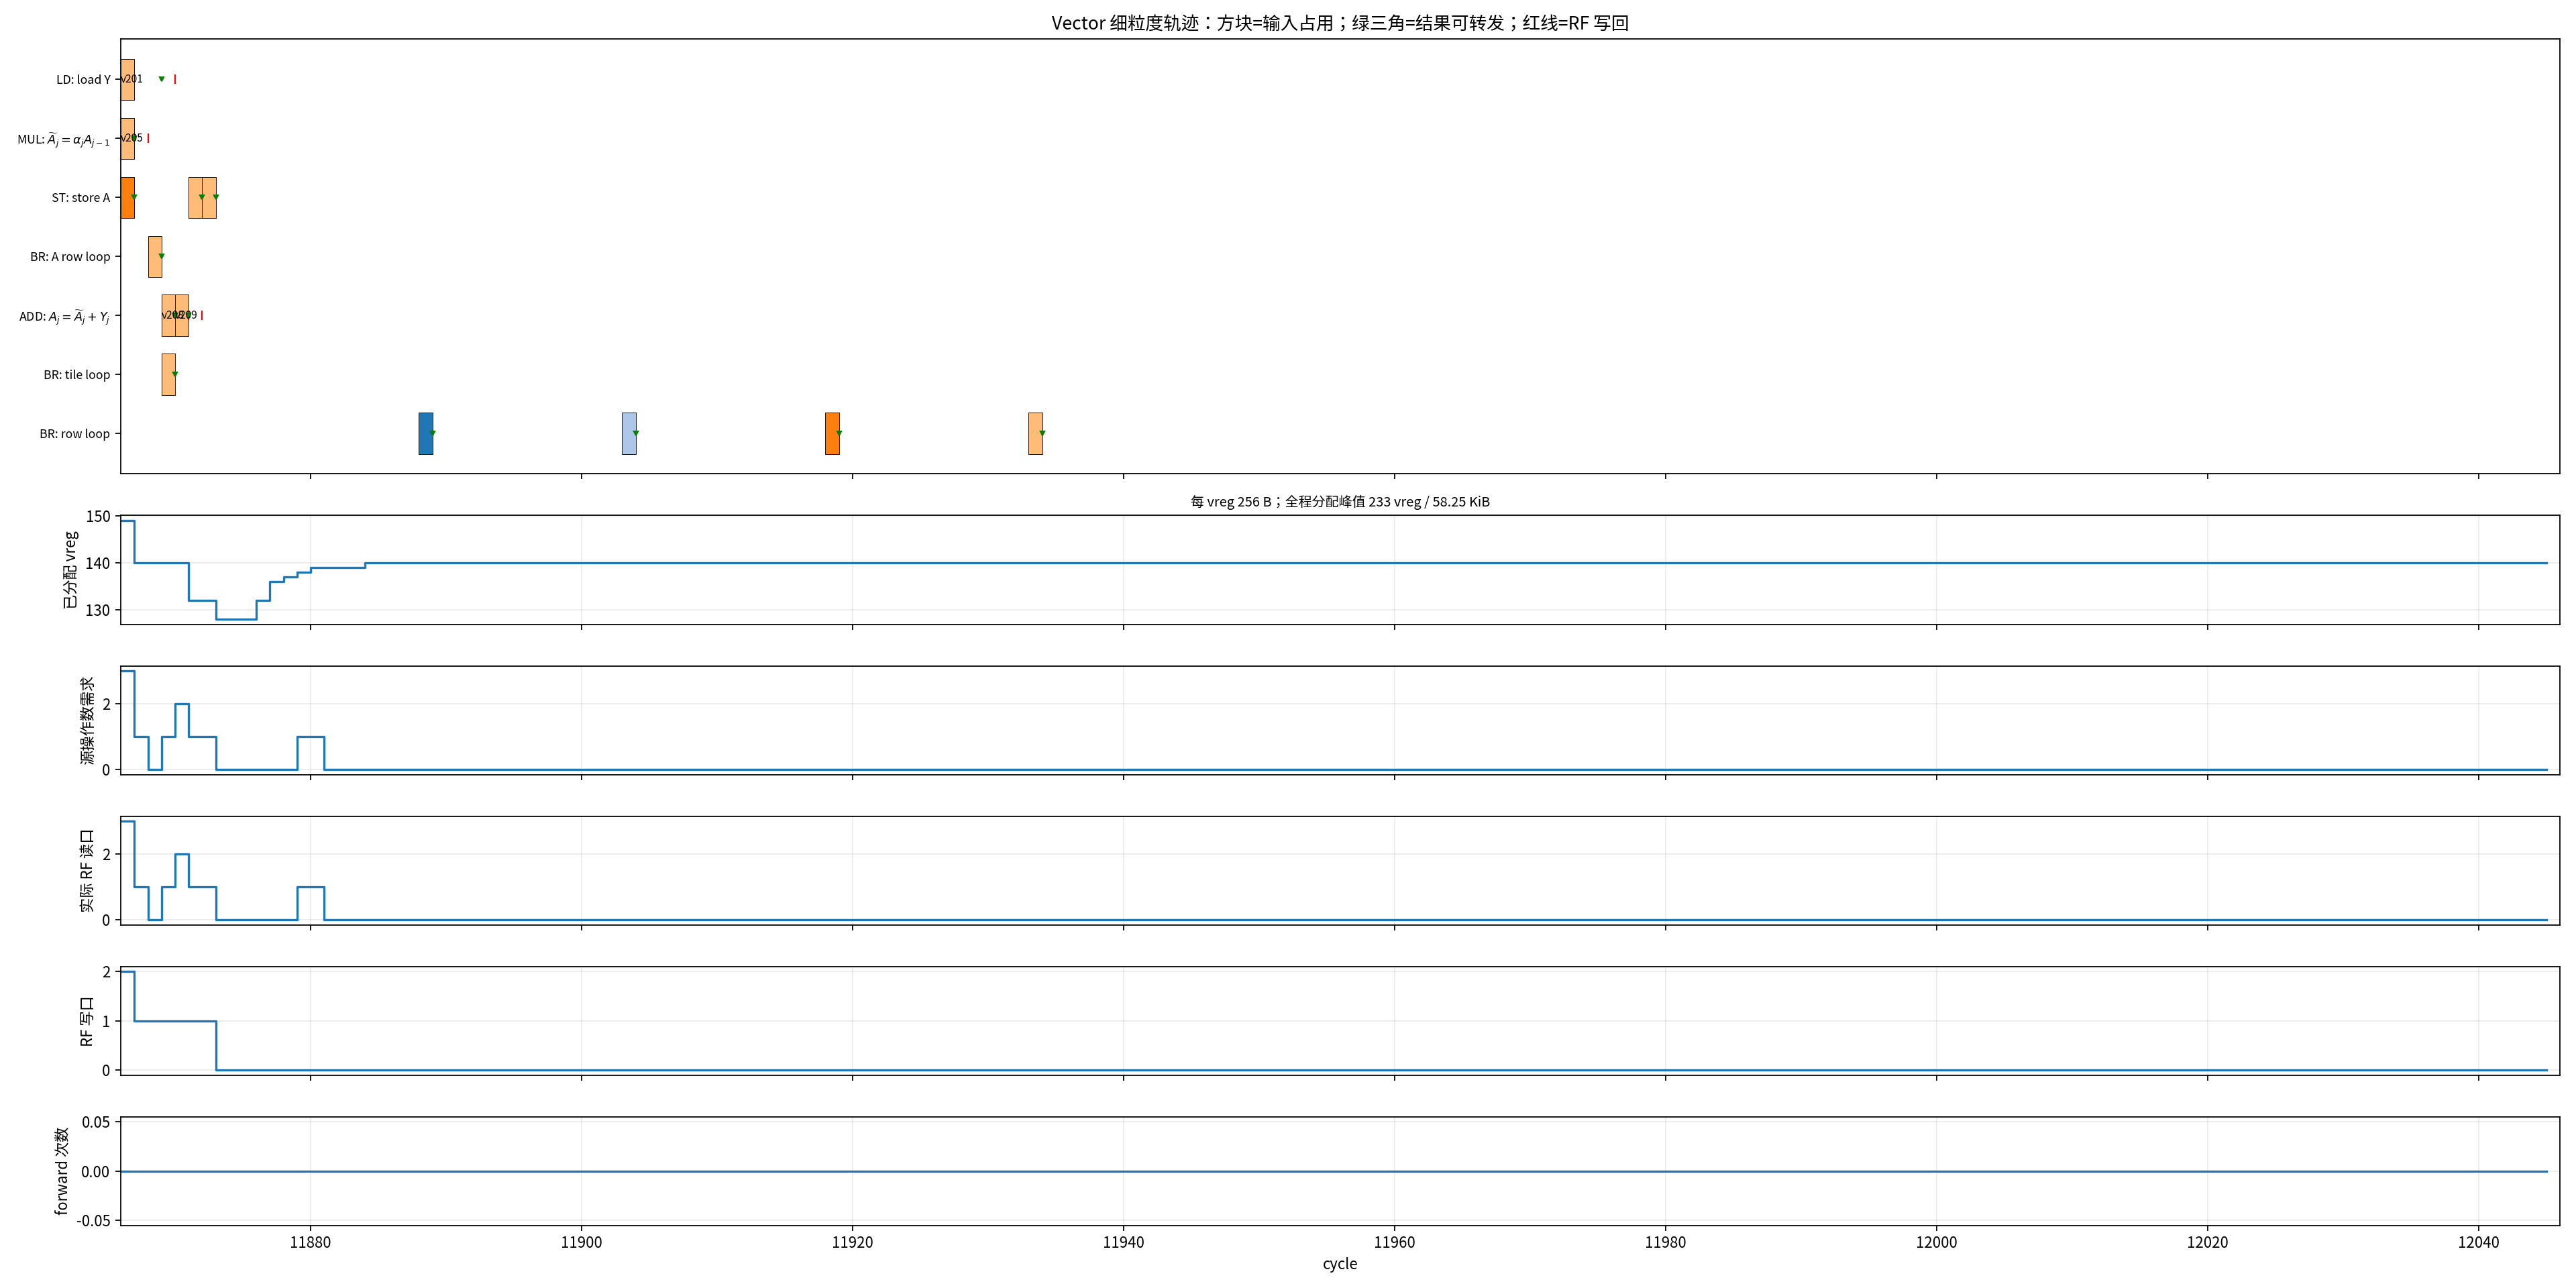 Vector 细粒度轨迹：方块=输入占用；绿三角=结果可转发；红线=RF 写回
LD: load Y
v201
MUL: $\widetilde{A}_j = \alpha_j A_{j-1}$
ST: store A
BR: A row loop
ADD: $A_j = \widetilde{A}_j + Y_j$
BR: tile loop
BR: row loop
每 vreg 256 B；全程分配峰值 233 vreg / 58.25 KiB
已分配 vreg
150
140
130
源操作数需求
2
0
实际 RF 读口
2
0
RF 写口
2
1
0
forward 次数
0.05
0.00
-0.05
11880 11900 11920 11940 11960 11980 12000 12020 12040
cycle